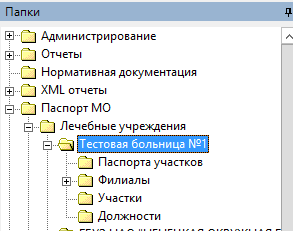 Папки
Администрирование
Отчеты
Нормативная документация
XML отчеты
Паспорт МО
Лечебные учреждения
Тестовая больница №1
Паспорта участков
Филиалы
Участки
Должности